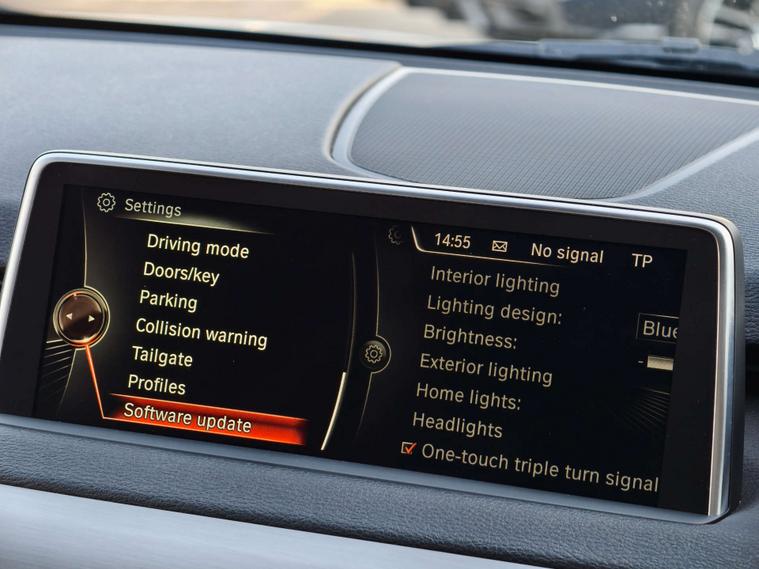 Settings
Driving mode
Doors/key
Parking
Collision warning
Tailgate
Profiles
Software update
14:55 No signal TP
Interior lighting
Lighting design: Blue
Brightness:
Exterior lighting
Home lights:
Headlights
One-touch triple turn signal